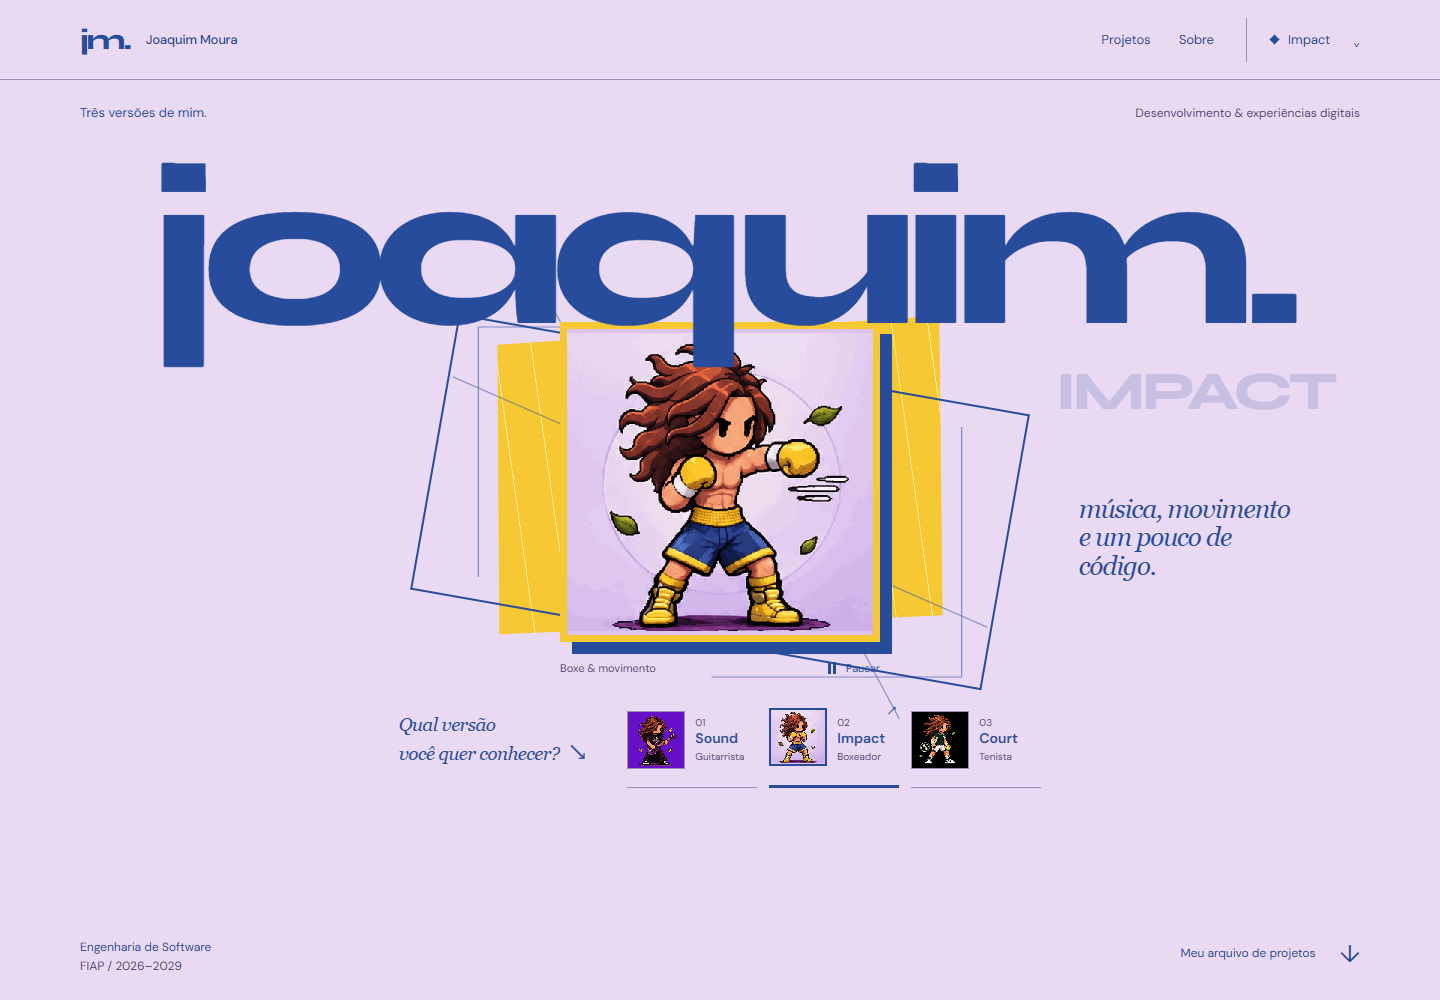 jm.
Joaquim Moura
Projetos
Sobre
Impact
Três versões de mim.
Desenvolvimento & experiências digitais
joaquim.
IMPACT
música, movimento
e um pouco de
código.
Boxe & movimento
Pausar
Qual versão
você quer conhecer?
01
Sound
Guitarrista
02
Impact
Boxeador
03
Court
Tenista
Engenharia de Software
FIAP / 2026–2029
Meu arquivo de projetos